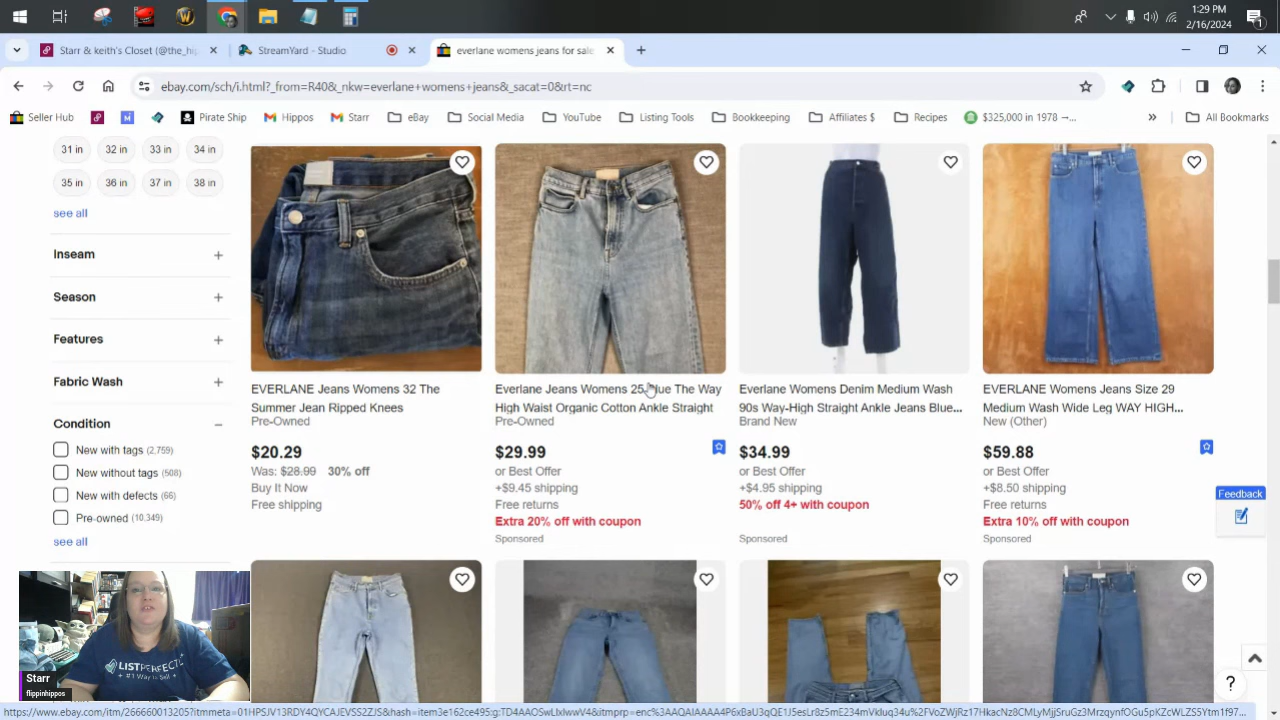 1:29 PM
2/16/2024
Starr & keith's Closet (@the_hip
StreamYard - Studio
everlane womens jeans for sale
ebay.com/sch/i.html?_from=R40&_nkw=everlane+womens+jeans&_sacat=0&rt=nc
Seller Hub
Pirate Ship
Hippos
Starr
eBay
Social Media
YouTube
Listing Tools
Bookkeeping
Affiliates $
Recipes
$325,000 in 1978 →...
»
All Bookmarks
31 in 32 in 33 in 34 in
35 in 36 in 37 in 38 in
see all
Inseam
Season
Features
Fabric Wash
Condition
New with tags (2,759)
New without tags (508)
New with defects (66)
Pre-owned (10,349)
see all
EVERLANE Jeans Womens 32 The
Summer Jean Ripped Knees
Pre-Owned
$20.29
Was: $28.99 30% off
Buy It Now
Free shipping
Everlane Jeans Womens 25 Blue The Way
High Waist Organic Cotton Ankle Straight
Pre-Owned
$29.99
or Best Offer
+$9.45 shipping
Free returns
Extra 20% off with coupon
Sponsored
Everlane Womens Denim Medium Wash
90s Way-High Straight Ankle Jeans Blue...
Brand New
$34.99
or Best Offer
+$4.95 shipping
50% off 4+ with coupon
Sponsored
EVERLANE Womens Jeans Size 29
Medium Wash Wide Leg WAY HIGH...
New (Other)
$59.88
or Best Offer
+$8.50 shipping
Free returns
Extra 10% off with coupon
Sponsored
Feedback
?
LISTPERFECTLY
#1 Way to Sell
Starr
flippinhippos